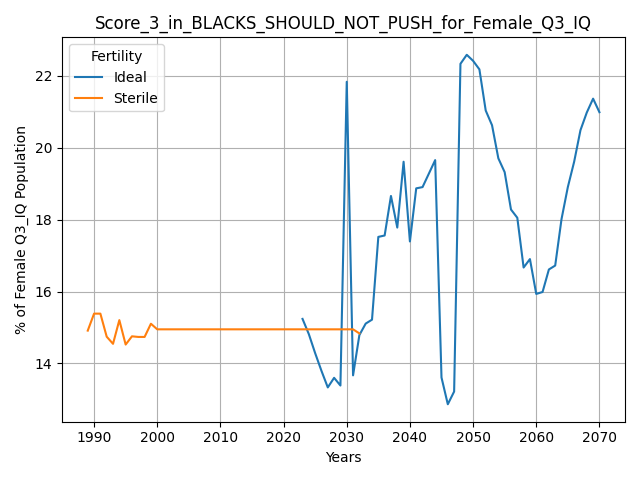 Score_3_in_BLACKS_SHOULD_NOT_PUSH_for_Female_Q3_IQ
Fertility
Ideal
Sterile
% of Female Q3_IQ Population
22
20
18
16
14
1990 2000 2010 2020 2030 2040 2050 2060 2070
Years